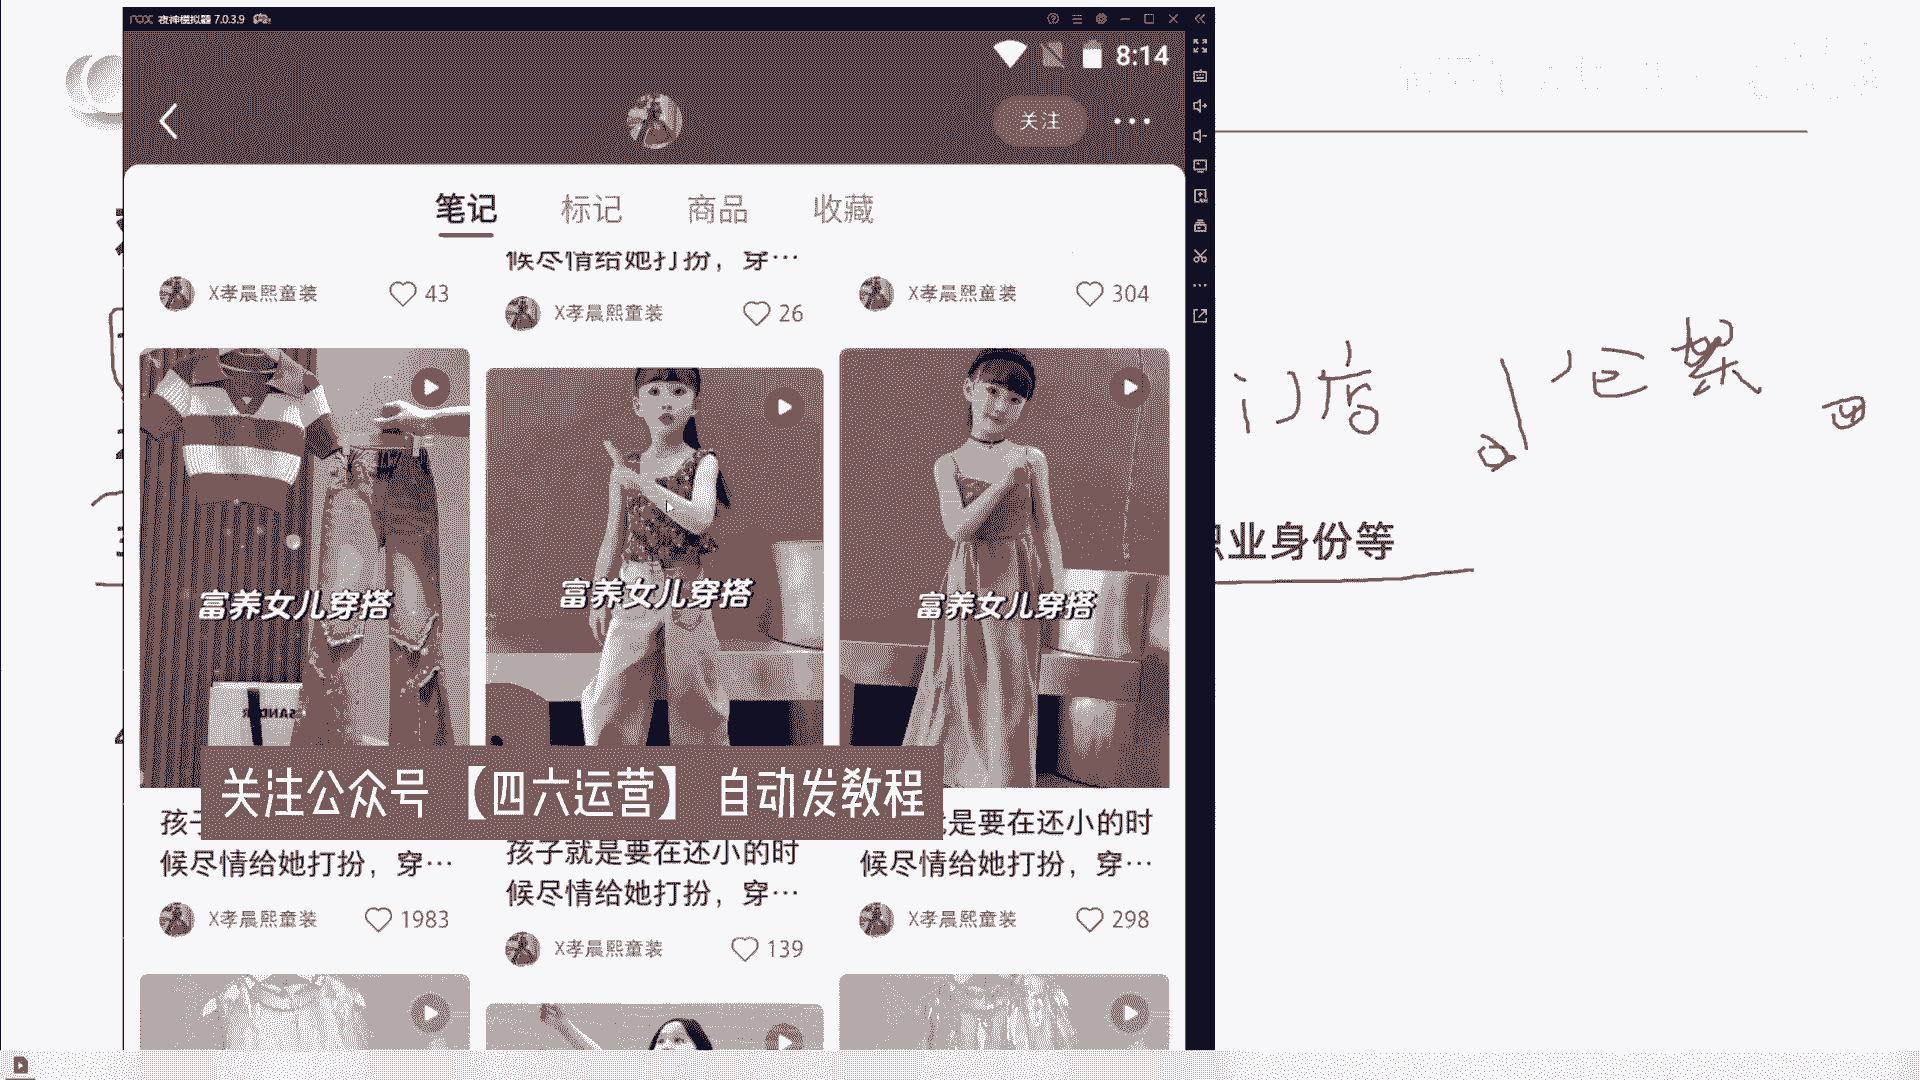 nox 夜神模拟器 7.0.3.9
8:14
关注
笔记 标记 商品 收藏
候尽情给她打扮，穿…
X孝晨熙童装 43
X孝晨熙童装 26
X孝晨熙童装 304
门店
富养女儿穿搭
富养女儿穿搭
富养女儿穿搭
职业身份等
关注公众号 【四六运营】 自动发教程
孩子
候尽情给她打扮，穿…
X孝晨熙童装 1983
孩子就是要在还小的时
候尽情给她打扮，穿…
X孝晨熙童装 139
是要在还小的时
候尽情给她打扮，穿…
X孝晨熙童装 298